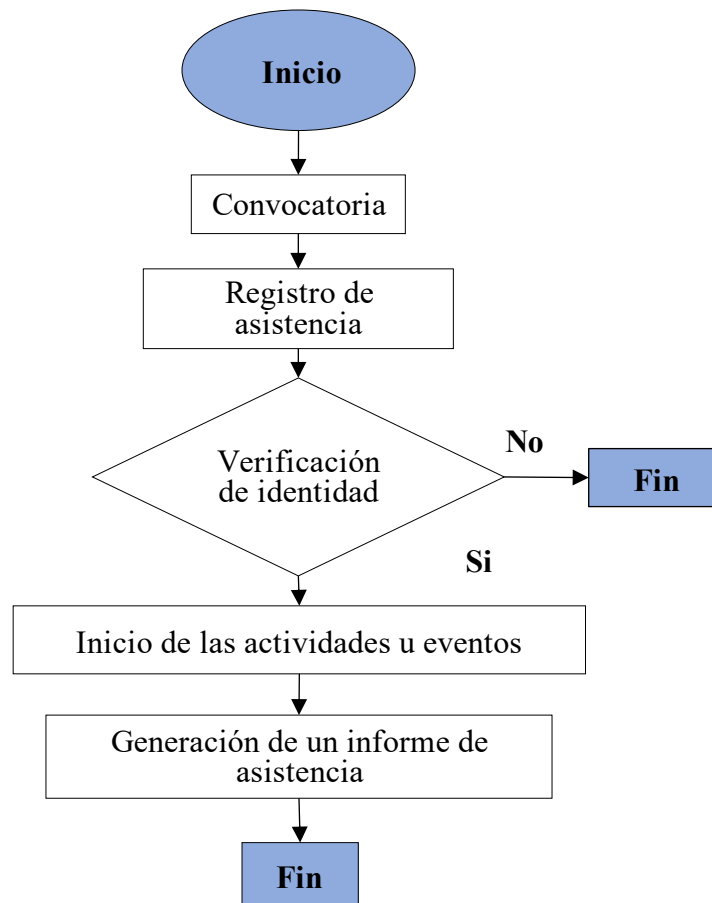 Inicio
Convocatoria
Registro de
asistencia
Verificación
de identidad
No
Fin
Si
Inicio de las actividades u eventos
Generación de un informe de
asistencia
Fin